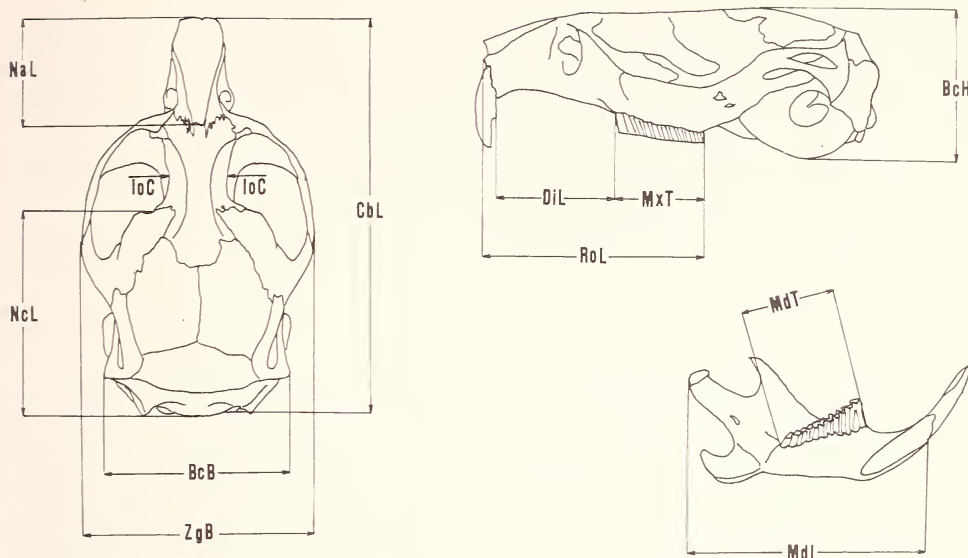 NaL
IoC IoC
CbL
NcL
BcB
ZgB
BcH
DiL MxT
RoL
MdT
MdL